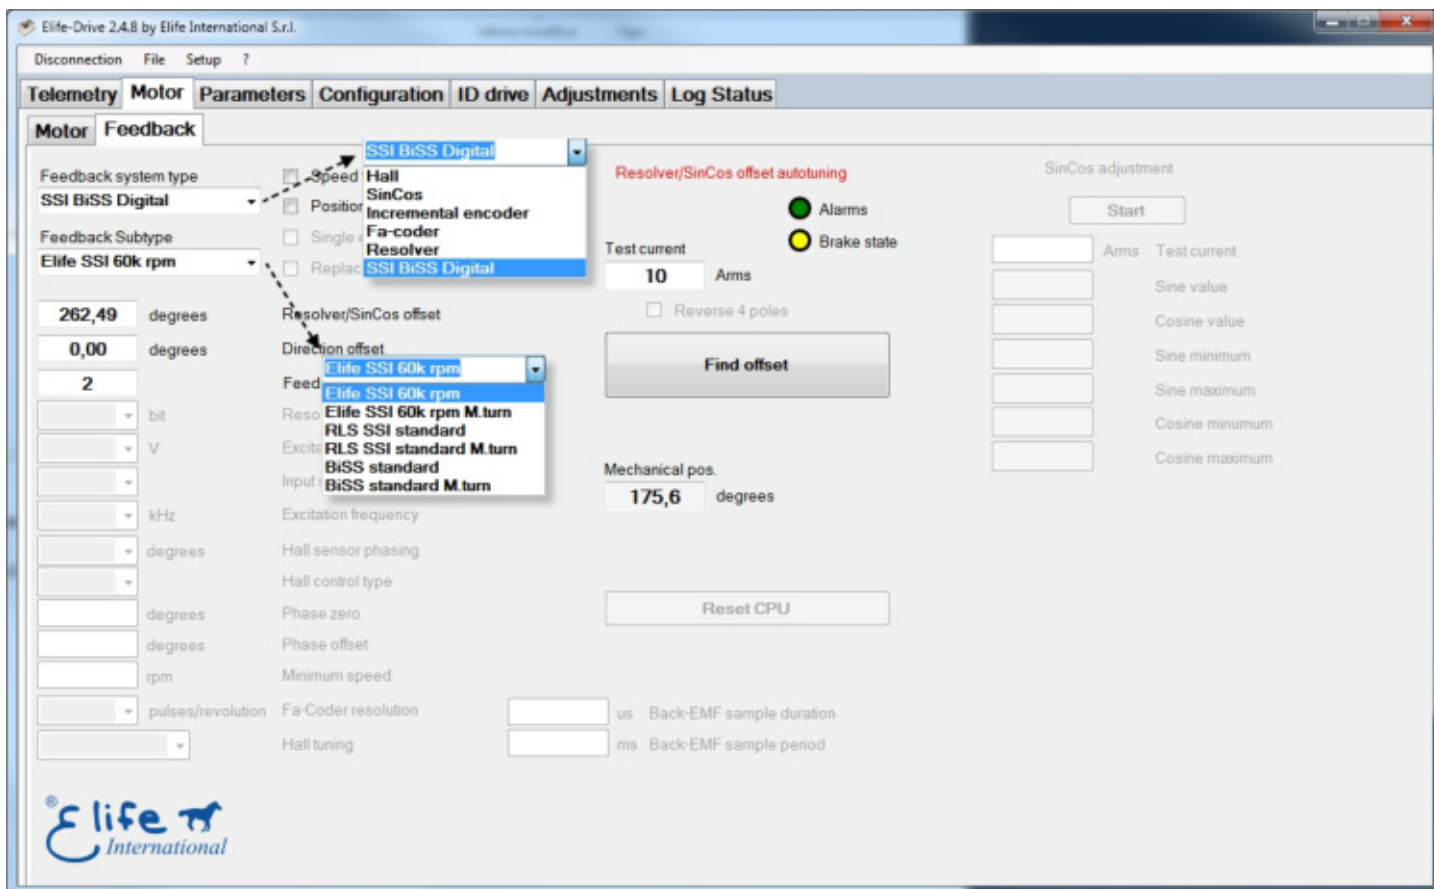 Elife-Drive 2.4.8 by Elife International S.r.l.
Disconnection File Setup ?
Telemetry Motor Parameters Configuration ID drive Adjustments Log Status
Motor Feedback
Feedback system type
SSI BiSS Digital
Feedback Subtype
Elife SSI 60k rpm
Speed
Position
Single
Replac
SSI BiSS Digital
Hall
SinCos
Incremental encoder
Fa-coder
Resolver
SSI BiSS Digital
262,49 degrees Resolver/SinCos offset
0,00 degrees Direction offset
2 Feed
bit Reso
V Excita
Input
kHz Excitation frequency
degrees Hall sensor phasing
Hall control type
degrees Phase zero
degrees Phase offset
rpm Minimum speed
pulses/revolution Fa-Coder resolution
Hall tuning
Elife SSI 60k rpm
Elife SSI 60k rpm
Elife SSI 60k rpm M.turn
RLS SSI standard
RLS SSI standard M.turn
BiSS standard
BiSS standard M.turn
Resolver/SinCos offset autotuning
Alarms
Brake state
Test current
10 Arms
Reverse 4 poles
Find offset
Mechanical pos.
175,6 degrees
Reset CPU
us Back-EMF sample duration
ms Back-EMF sample period
SinCos adjustment
Start
Arms Test current
Sine value
Cosine value
Sine minimum
Sine maximum
Cosine minumum
Cosine maximum
® Elife
International